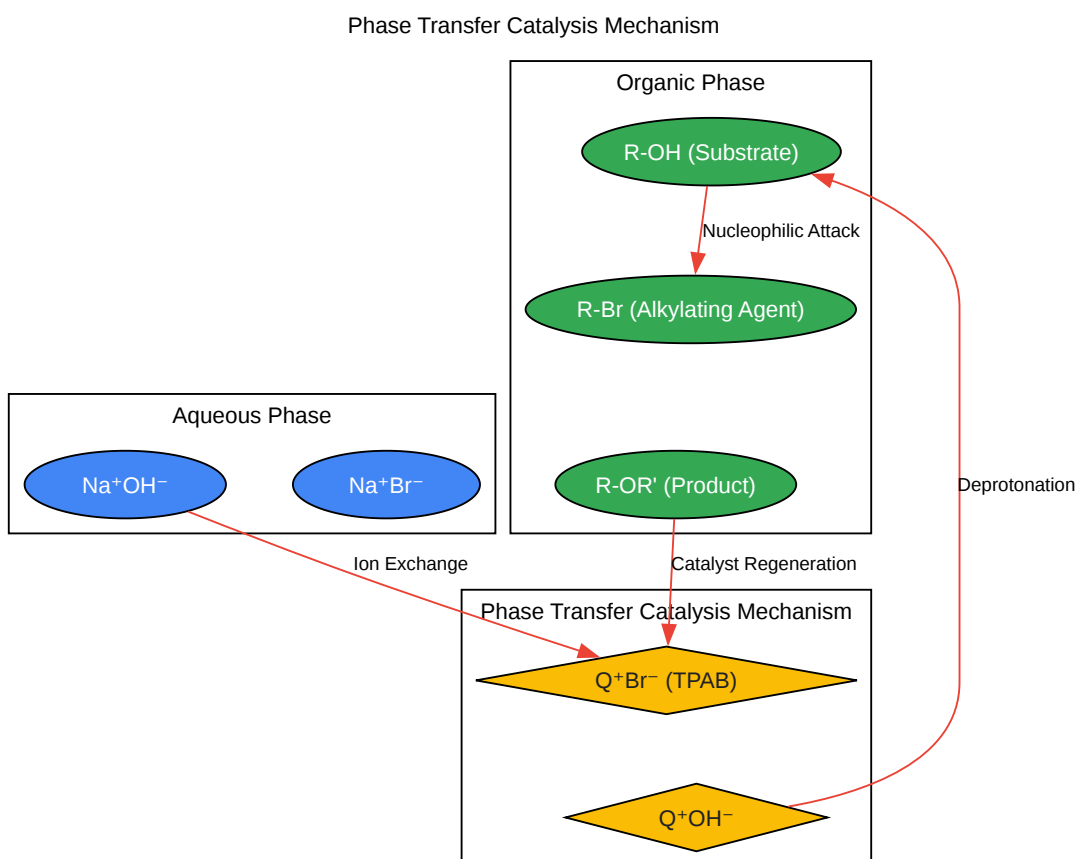 Phase Transfer Catalysis Mechanism
Organic Phase
R-OH (Substrate)
Nucleophilic Attack
R-Br (Alkylating Agent)
Aqueous Phase
Na⁺OH⁻
Na⁺Br⁻
R-OR' (Product)
Deprotonation
Ion Exchange
Catalyst Regeneration
Phase Transfer Catalysis Mechanism
Q⁺Br⁻ (TPAB)
Q⁺OH⁻